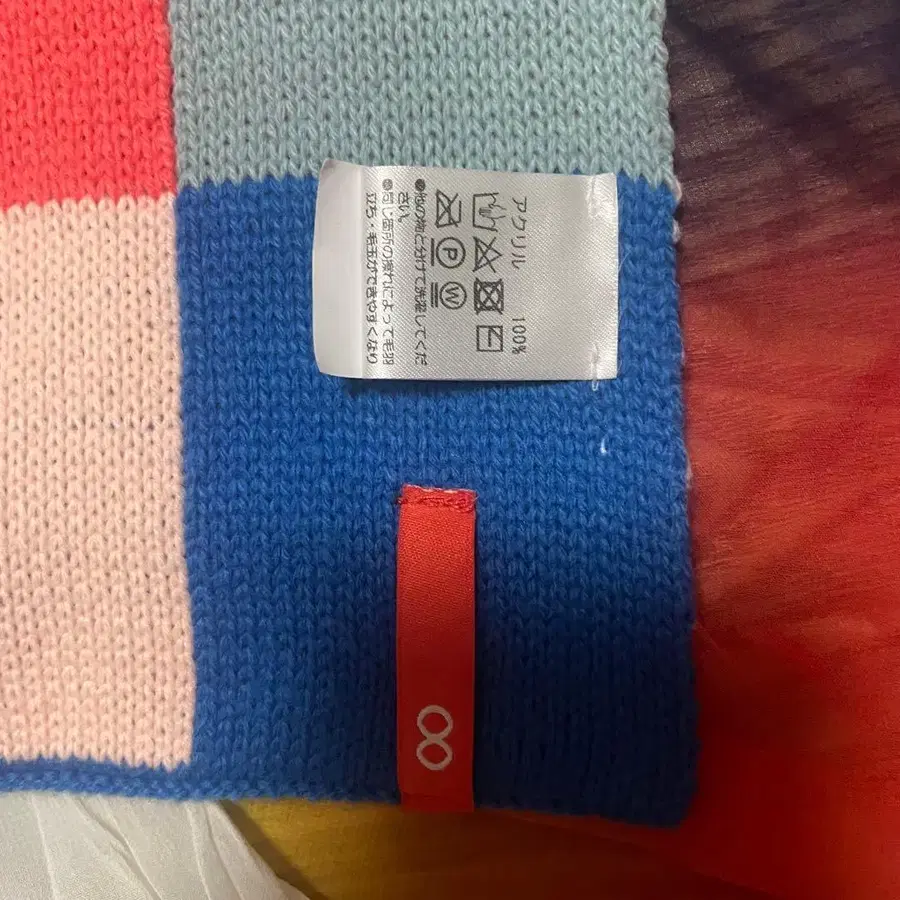 アクリル 100%
P W
●他の物と分けて洗濯してくだ
さい。
●同じ箇所の擦れによって毛羽
立ち・毛玉ができやすくなり
8